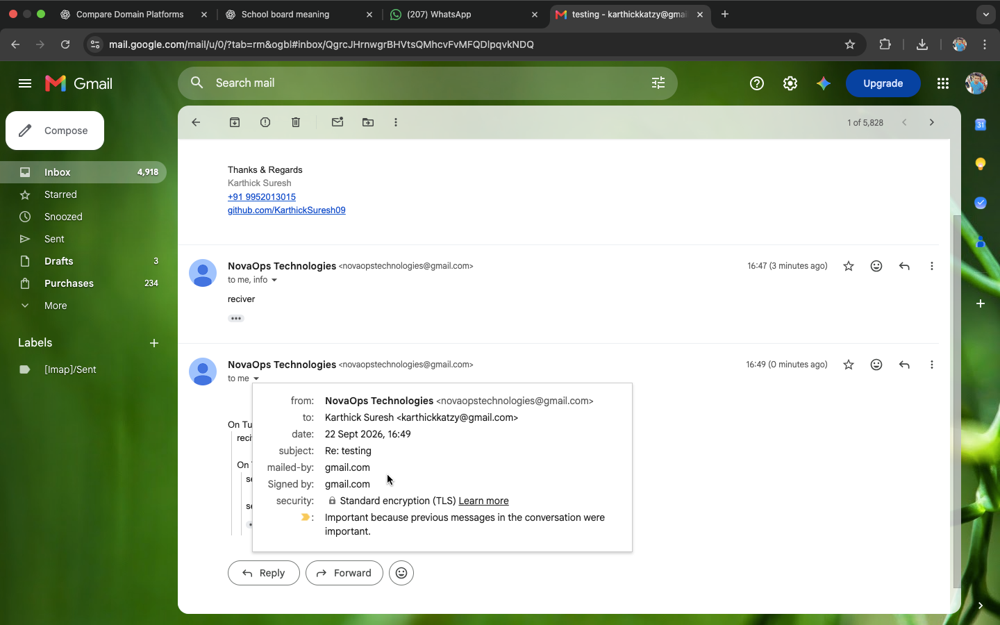 Compare Domain Platforms
School board meaning
(207) WhatsApp
testing - karthickkatzy@gmai
mail.google.com/mail/u/0/?tab=rm&ogbl#inbox/QgrcJHrnwgrBHVtsQMhcvFvMFQDlpqvkNDQ
Gmail
Search mail
Upgrade
Compose
1 of 5,828
Inbox 4,918
Starred
Snoozed
Sent
Drafts 3
Purchases 234
More
Labels
[Imap]/Sent
Thanks & Regards
Karthick Suresh
+91 9952013015
github.com/KarthickSuresh09
NovaOps Technologies <novaopstechnologies@gmail.com> 16:47 (3 minutes ago)
to me, info
reciver
NovaOps Technologies <novaopstechnologies@gmail.com> 16:49 (0 minutes ago)
to me
from: NovaOps Technologies <novaopstechnologies@gmail.com>
to: Karthick Suresh <karthickkatzy@gmail.com>
date: 22 Sept 2026, 16:49
subject: Re: testing
mailed-by: gmail.com
Signed by: gmail.com
security: Standard encryption (TLS) Learn more
: Important because previous messages in the conversation were
important.
On Tu
reci
On
se
se
Reply
Forward
31